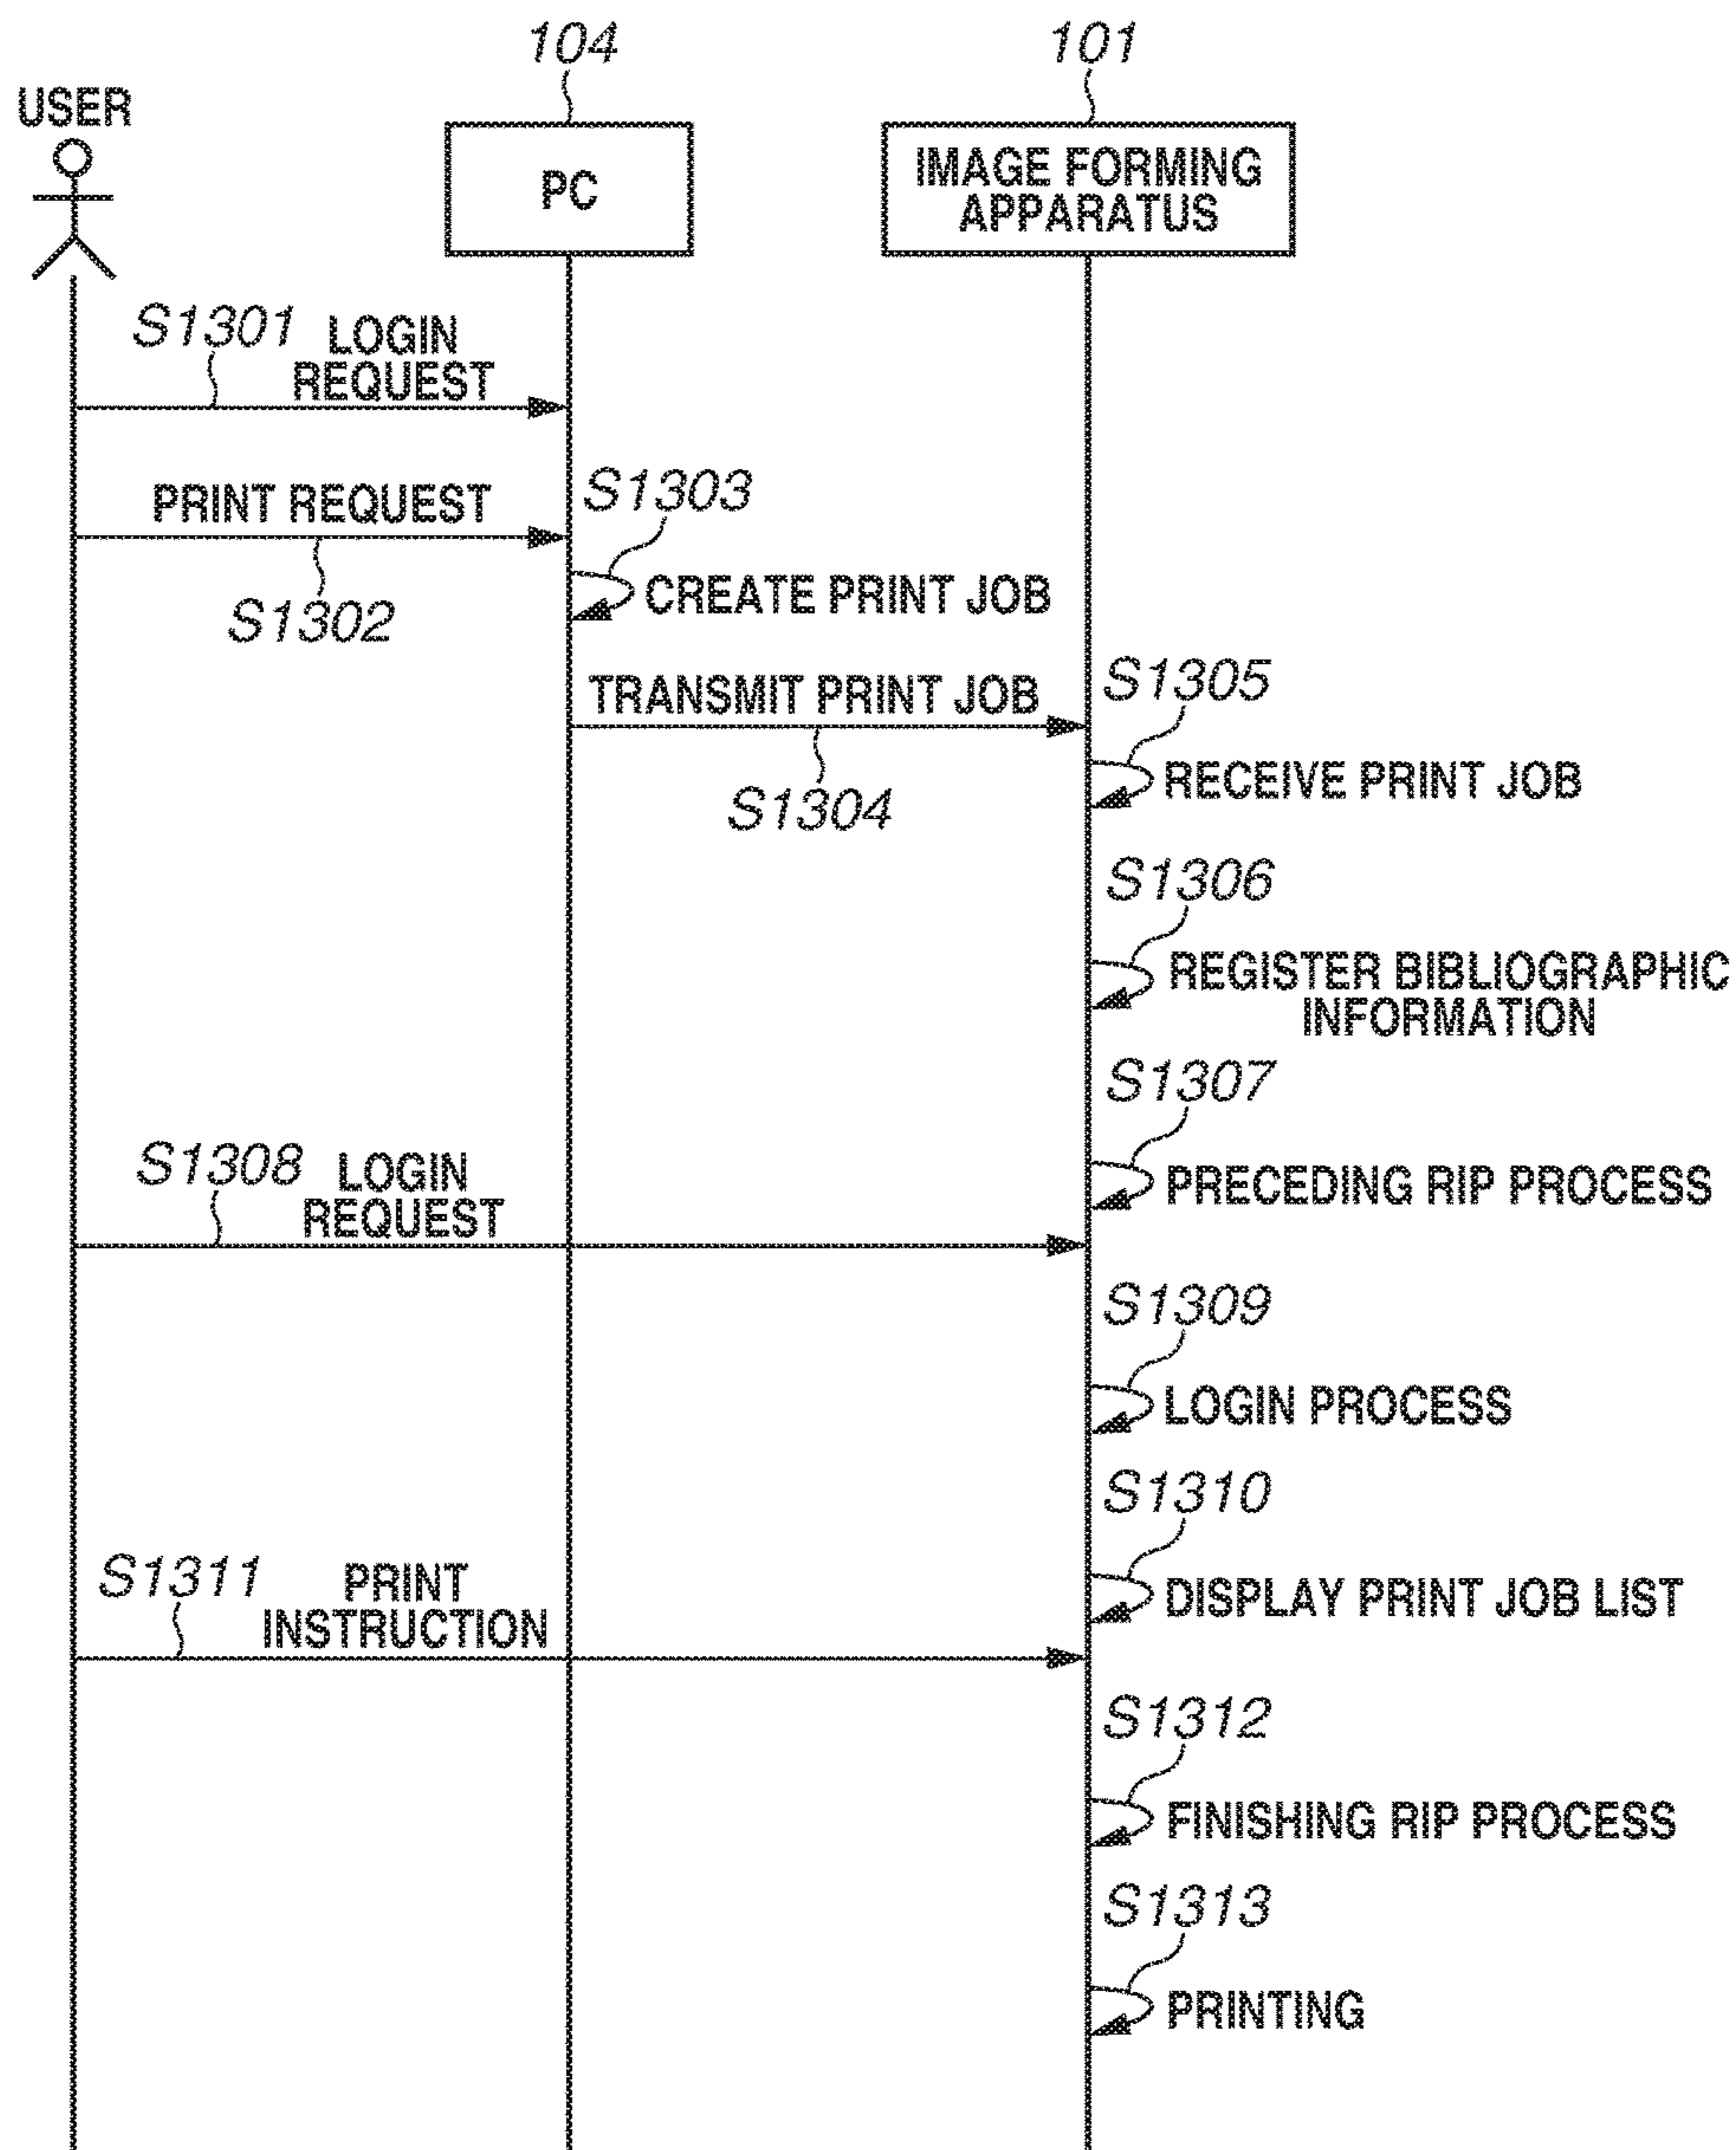 104
101
USER
PC
IMAGE FORMING
APPARATUS
S1301
LOGIN
REQUEST
PRINT REQUEST
S1303
S1302
CREATE PRINT JOB
TRANSMIT PRINT JOB
S1305
S1304
RECEIVE PRINT JOB
S1306
REGISTER BIBLIOGRAPHIC
INFORMATION
S1307
S1308
LOGIN
REQUEST
PRECEDING RIP PROCESS
S1309
LOGIN PROCESS
S1310
S1311
PRINT
INSTRUCTION
DISPLAY PRINT JOB LIST
S1312
FINISHING RIP PROCESS
S1313
PRINTING